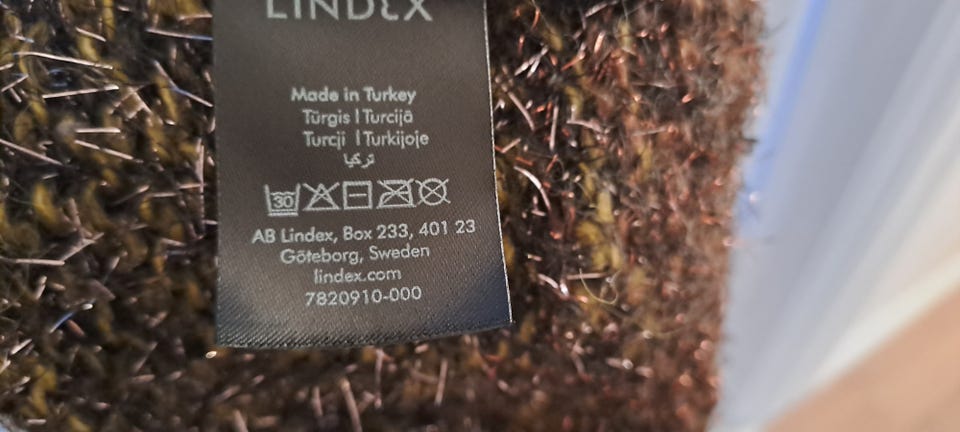 LINDEX
Made in Turkey
Türgis | Turcijā
Turcji | Turkijoje
تركيا
30
AB Lindex, Box 233, 401 23
Göteborg, Sweden
lindex.com
7820910-000